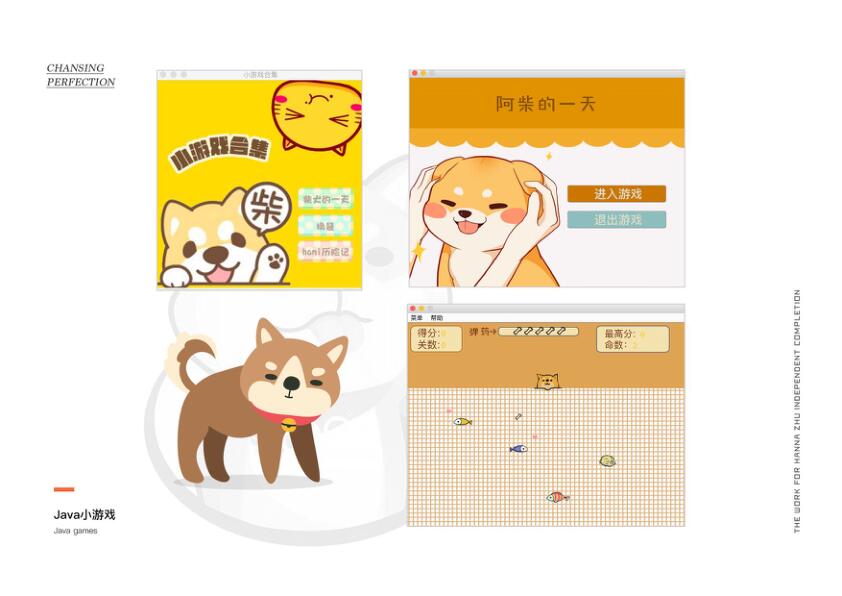 CHANSING
PERFECTION
小游戏合集
小游戏合集
柴
柴犬的一天
hani历险记
阿柴的一天
进入游戏
退出游戏
菜单 帮助
得分:
关数:
弹药→
最高分:
命数:
Java小游戏
Java games
THE WORK FOR HANNA ZHU INDEPENDENT COMPLETION